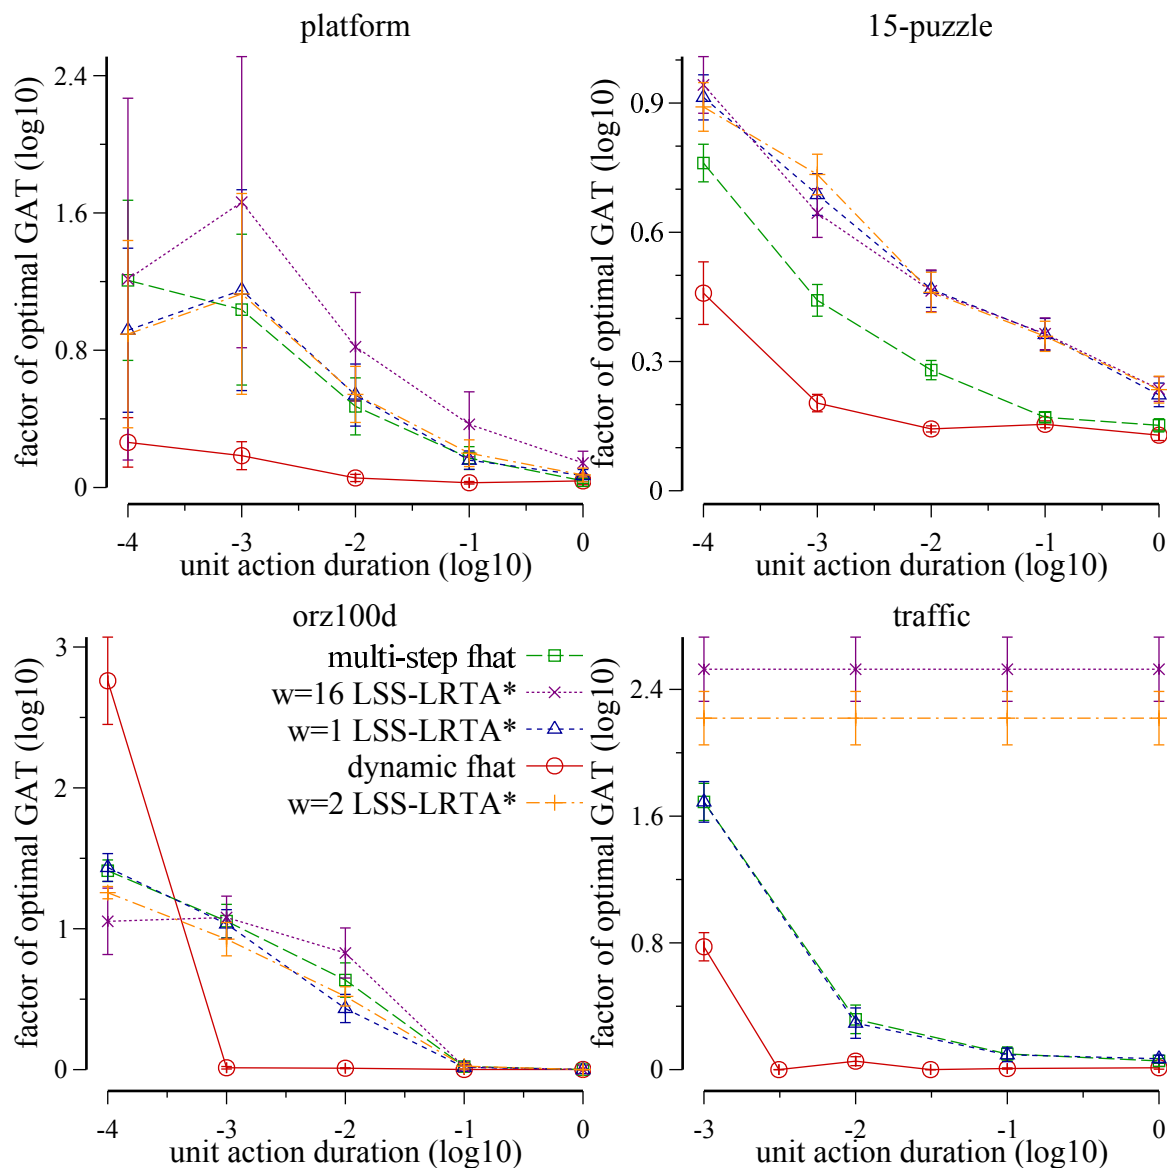 platform
factor of optimal GAT (log10)
2.4
1.6
0.8
0
-4 -3 -2 -1 0
unit action duration (log10)
15-puzzle
factor of optimal GAT (log10)
0.9
0.6
0.3
0
-4 -3 -2 -1 0
unit action duration (log10)
orz100d
factor of optimal GAT (log10)
3
2
1
0
multi-step fhat
w=16 LSS-LRTA*
w=1 LSS-LRTA*
dynamic fhat
w=2 LSS-LRTA*
-4 -3 -2 -1 0
unit action duration (log10)
traffic
factor of optimal GAT (log10)
2.4
1.6
0.8
0
-3 -2 -1 0
unit action duration (log10)